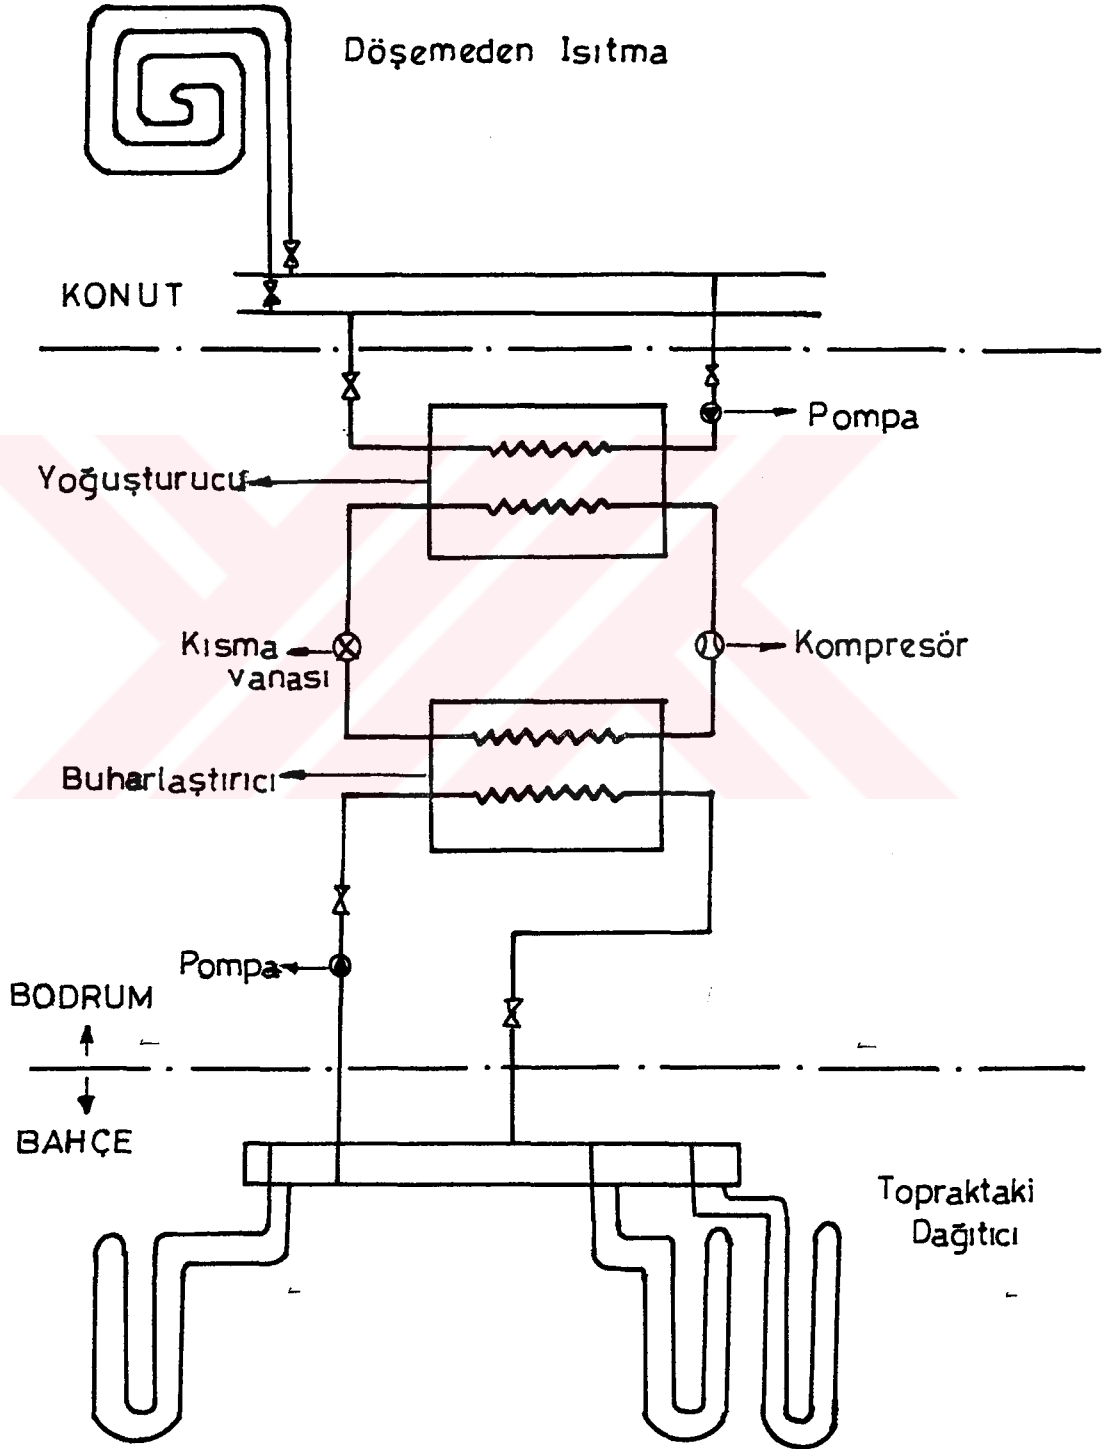 Döşemeden Isıtma
KONUT
Pompa
Yoğuşturucu
Kısma
vanası
Kompresör
Buharlaştırıcı
Pompa
BODRUM
BAHÇE
Topraktaki
Dağıtıcı